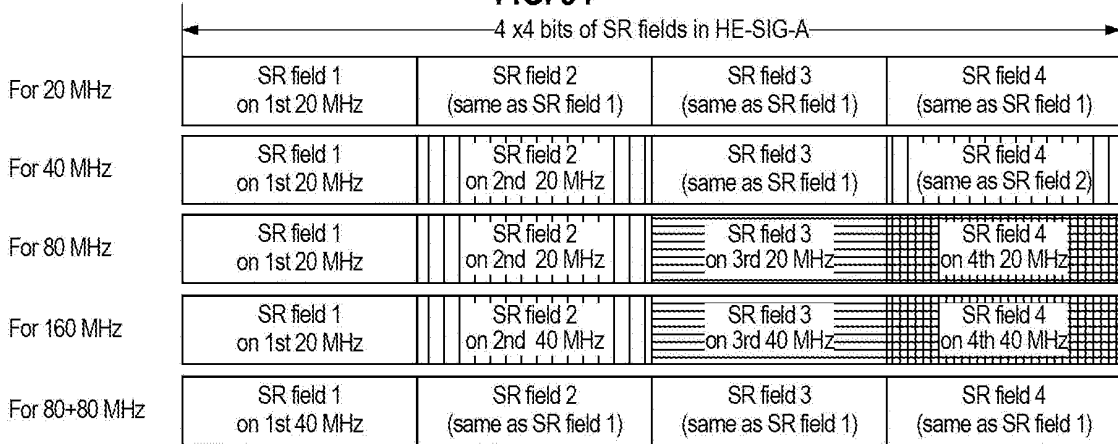 4 x4 bits of SR fields in HE-SIG-A
For 20 MHz
SR field 1
on 1st 20 MHz
SR field 2
(same as SR field 1)
SR field 3
(same as SR field 1)
SR field 4
(same as SR field 1)
For 40 MHz
SR field 1
on 1st 20 MHz
SR field 2
on 2nd 20 MHz
SR field 3
(same as SR field 1)
SR field 4
(same as SR field 2)
For 80 MHz
SR field 1
on 1st 20 MHz
SR field 2
on 2nd 20 MHz
SR field 3
on 3rd 20 MHz
SR field 4
on 4th 20 MHz
For 160 MHz
SR field 1
on 1st 20 MHz
SR field 2
on 2nd 40 MHz
SR field 3
on 3rd 40 MHz
SR field 4
on 4th 40 MHz
For 80+80 MHz
SR field 1
on 1st 40 MHz
SR field 2
(same as SR field 1)
SR field 3
(same as SR field 1)
SR field 4
(same as SR field 1)